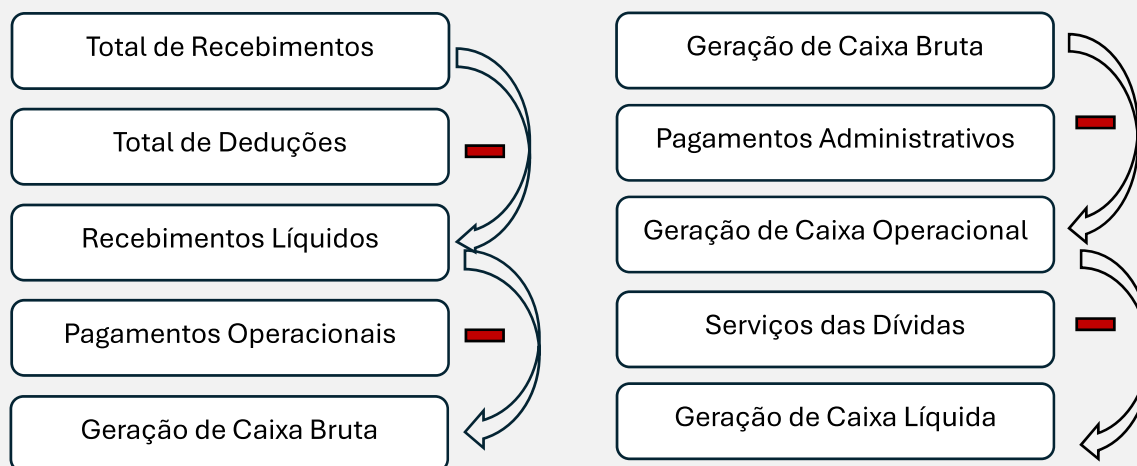 Total de Recebimentos
Total de Deduções
Recebimentos Líquidos
Pagamentos Operacionais
Geração de Caixa Bruta
Geração de Caixa Bruta
Pagamentos Administrativos
Geração de Caixa Operacional
Serviços das Dívidas
Geração de Caixa Líquida